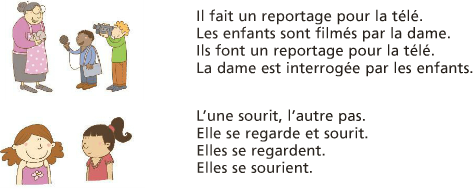 Il fait un reportage pour la télé.
Les enfants sont filmés par la dame.
Ils font un reportage pour la télé.
La dame est interrogée par les enfants.
L'une sourit, l'autre pas.
Elle se regarde et sourit.
Elles se regardent.
Elles se sourient.